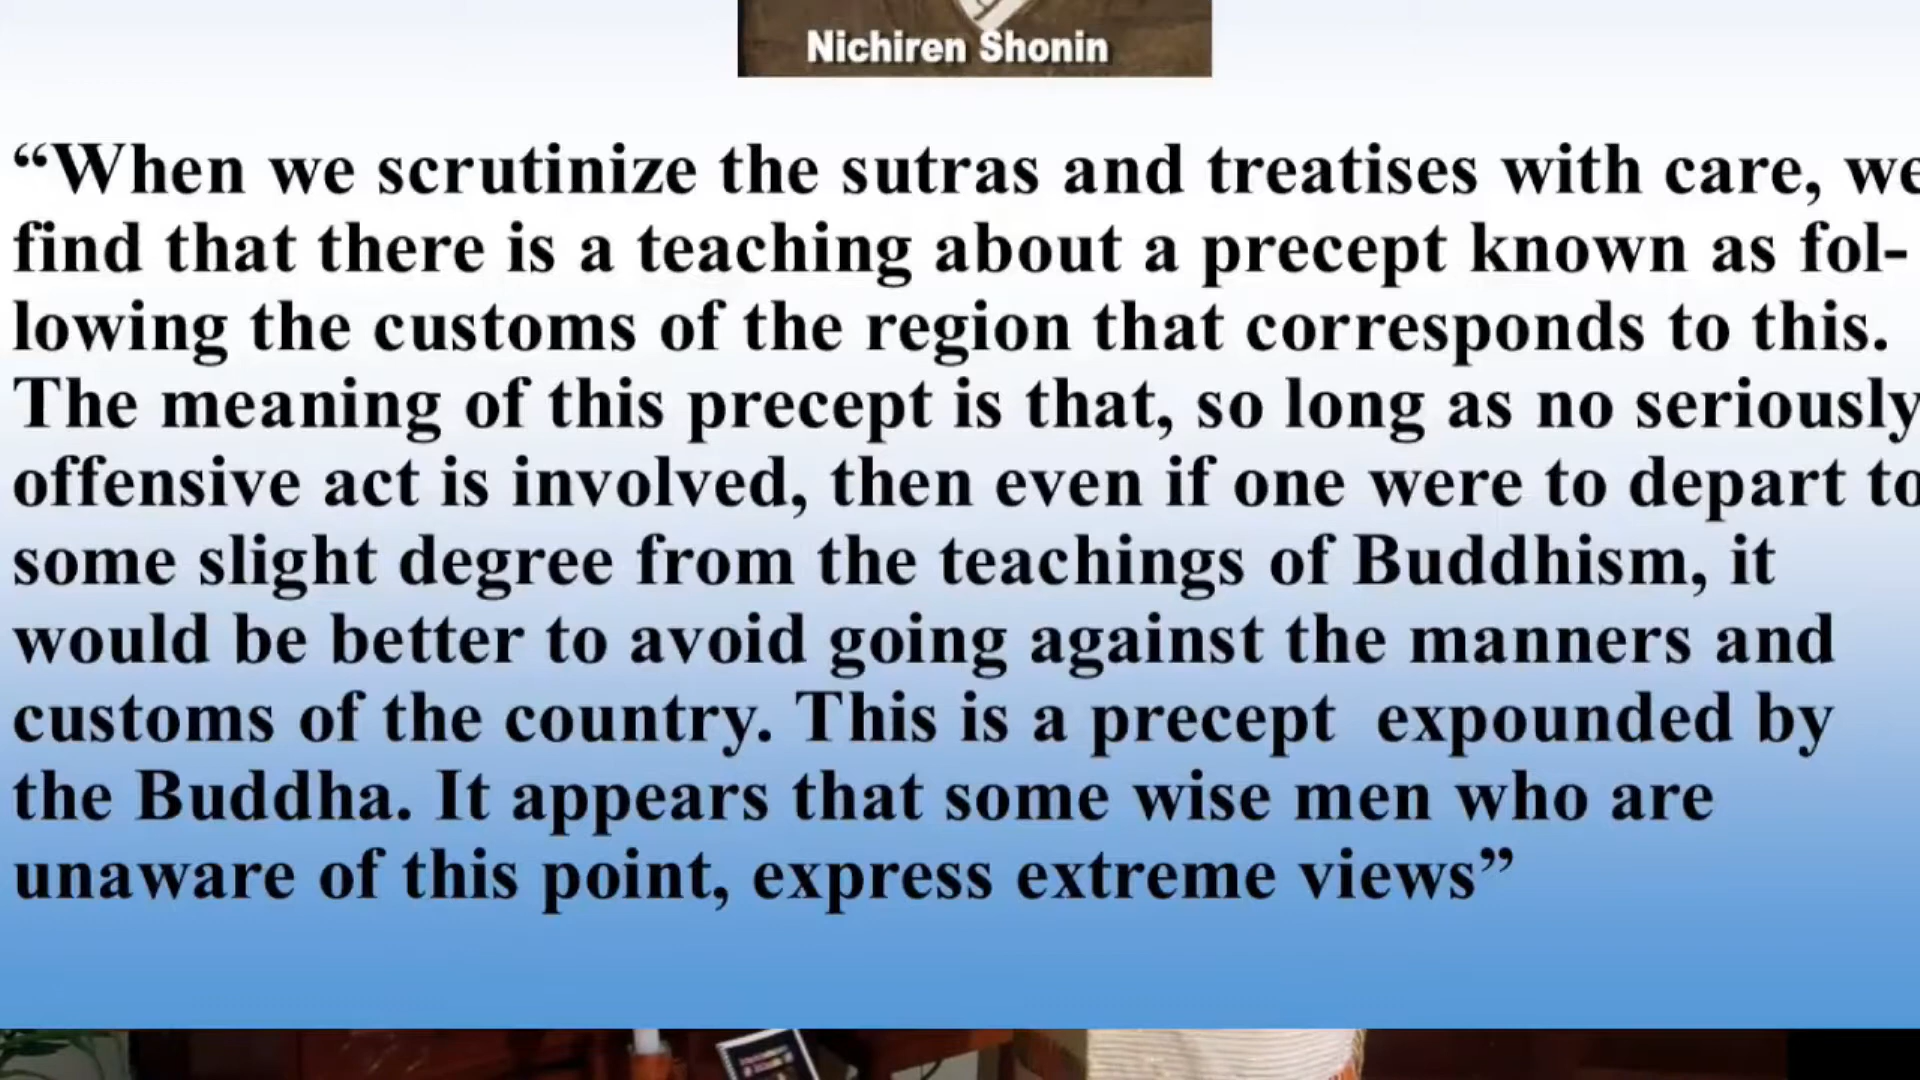 Nichiren Shonin
“When we scrutinize the sutras and treatises with care, we
find that there is a teaching about a precept known as fol-
lowing the customs of the region that corresponds to this.
The meaning of this precept is that, so long as no seriously
offensive act is involved, then even if one were to depart to
some slight degree from the teachings of Buddhism, it
would be better to avoid going against the manners and
customs of the country. This is a precept expounded by
the Buddha. It appears that some wise men who are
unaware of this point, express extreme views”